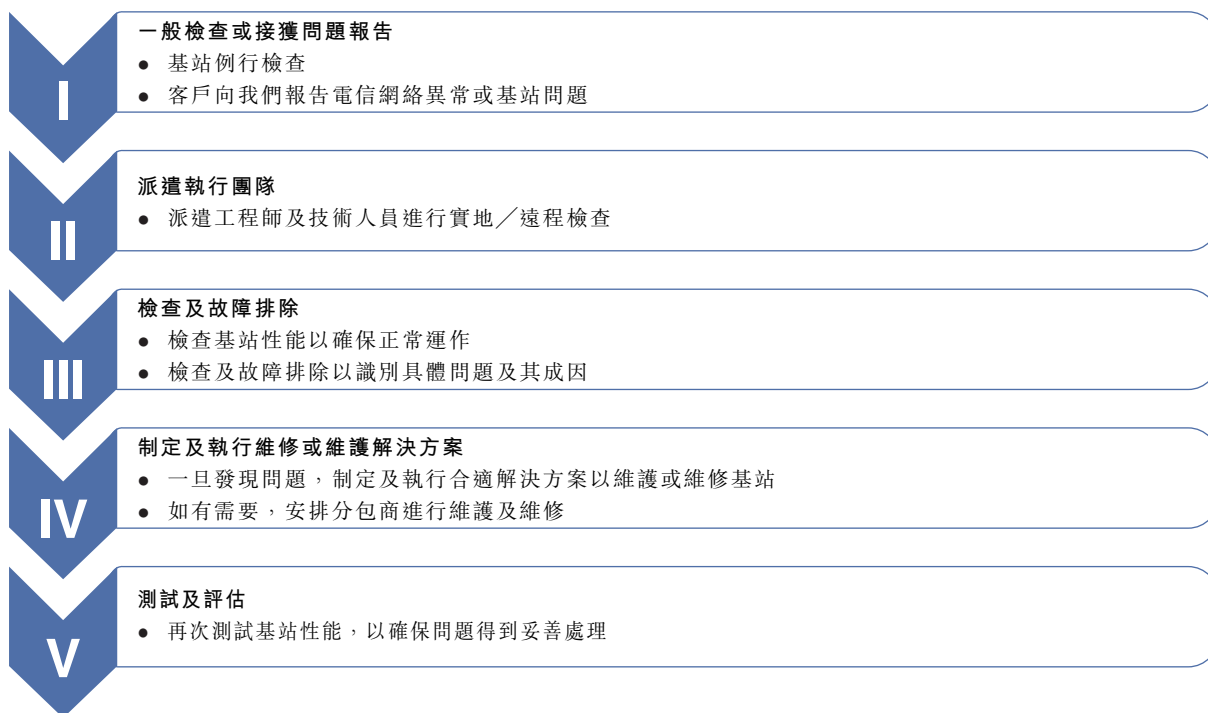 I
一般檢查或接獲問題報告
● 基站例行檢查
● 客戶向我們報告電信網絡異常或基站問題
II
派遣執行團隊
● 派遣工程師及技術人員進行實地／遠程檢查
III
檢查及故障排除
● 檢查基站性能以確保正常運作
● 檢查及故障排除以識別具體問題及其成因
IV
制定及執行維修或維護解決方案
● 一旦發現問題，制定及執行合適解決方案以維護或維修基站
● 如有需要，安排分包商進行維護及維修
V
測試及評估
● 再次測試基站性能，以確保問題得到妥善處理